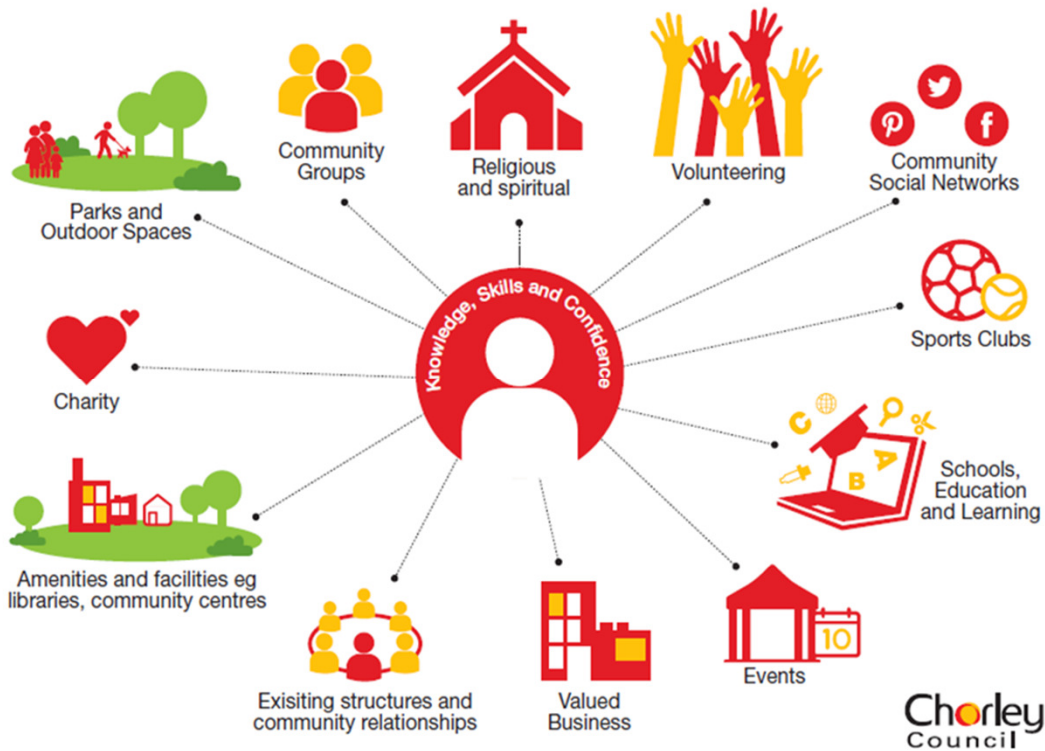 Community
Groups
Religious
and spiritual
Volunteering
Community
Social Networks
Parks and
Outdoor Spaces
Knowledge, Skills and Confidence
Sports Clubs
Charity
C
A
B
Schools,
Education
and Learning
Amenities and facilities eg
libraries, community centres
Exisiting structures and
community relationships
Valued
Business
10
Events
Chorley
Council